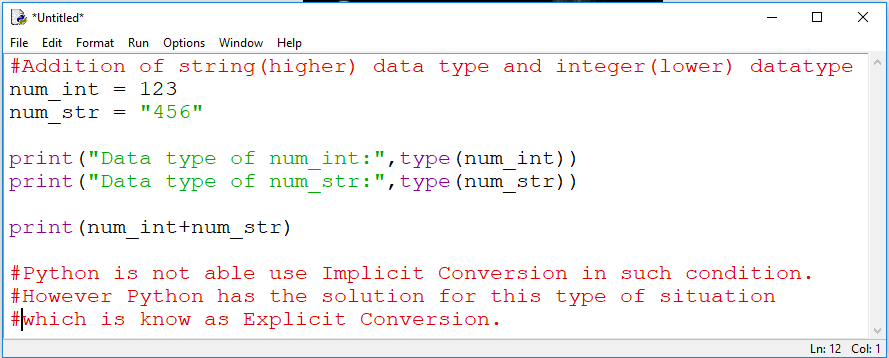 *Untitled*
File Edit Format Run Options Window Help
#Addition of string(higher) data type and integer(lower) datatype
num_int = 123
num_str = "456"
print("Data type of num_int:",type(num_int))
print("Data type of num_str:",type(num_str))
print(num_int+num_str)
#Python is not able use Implicit Conversion in such condition.
#However Python has the solution for this type of situation
#which is know as Explicit Conversion.
Ln: 12 Col: 1